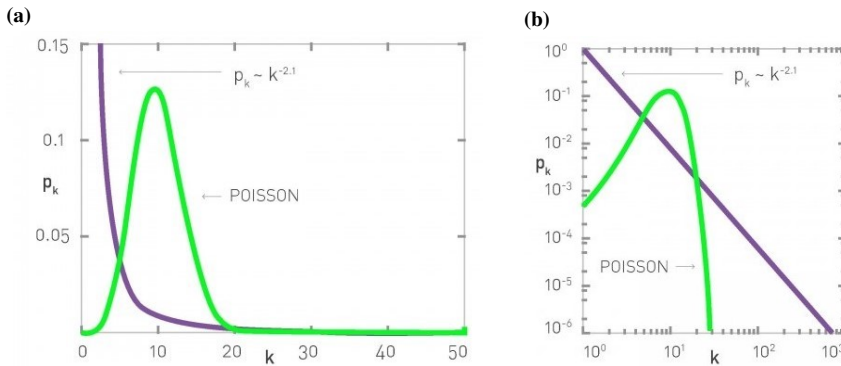 (a)
0.15
0.1
0.05
p_k
p_k ~ k^-2.1
POISSON
0 10 20 30 40 50
k
(b)
10^0
10^-1
10^-2
10^-3
10^-4
10^-5
10^-6
p_k
p_k ~ k^-2.1
POISSON
10^0 10^1 10^2 10^3
k